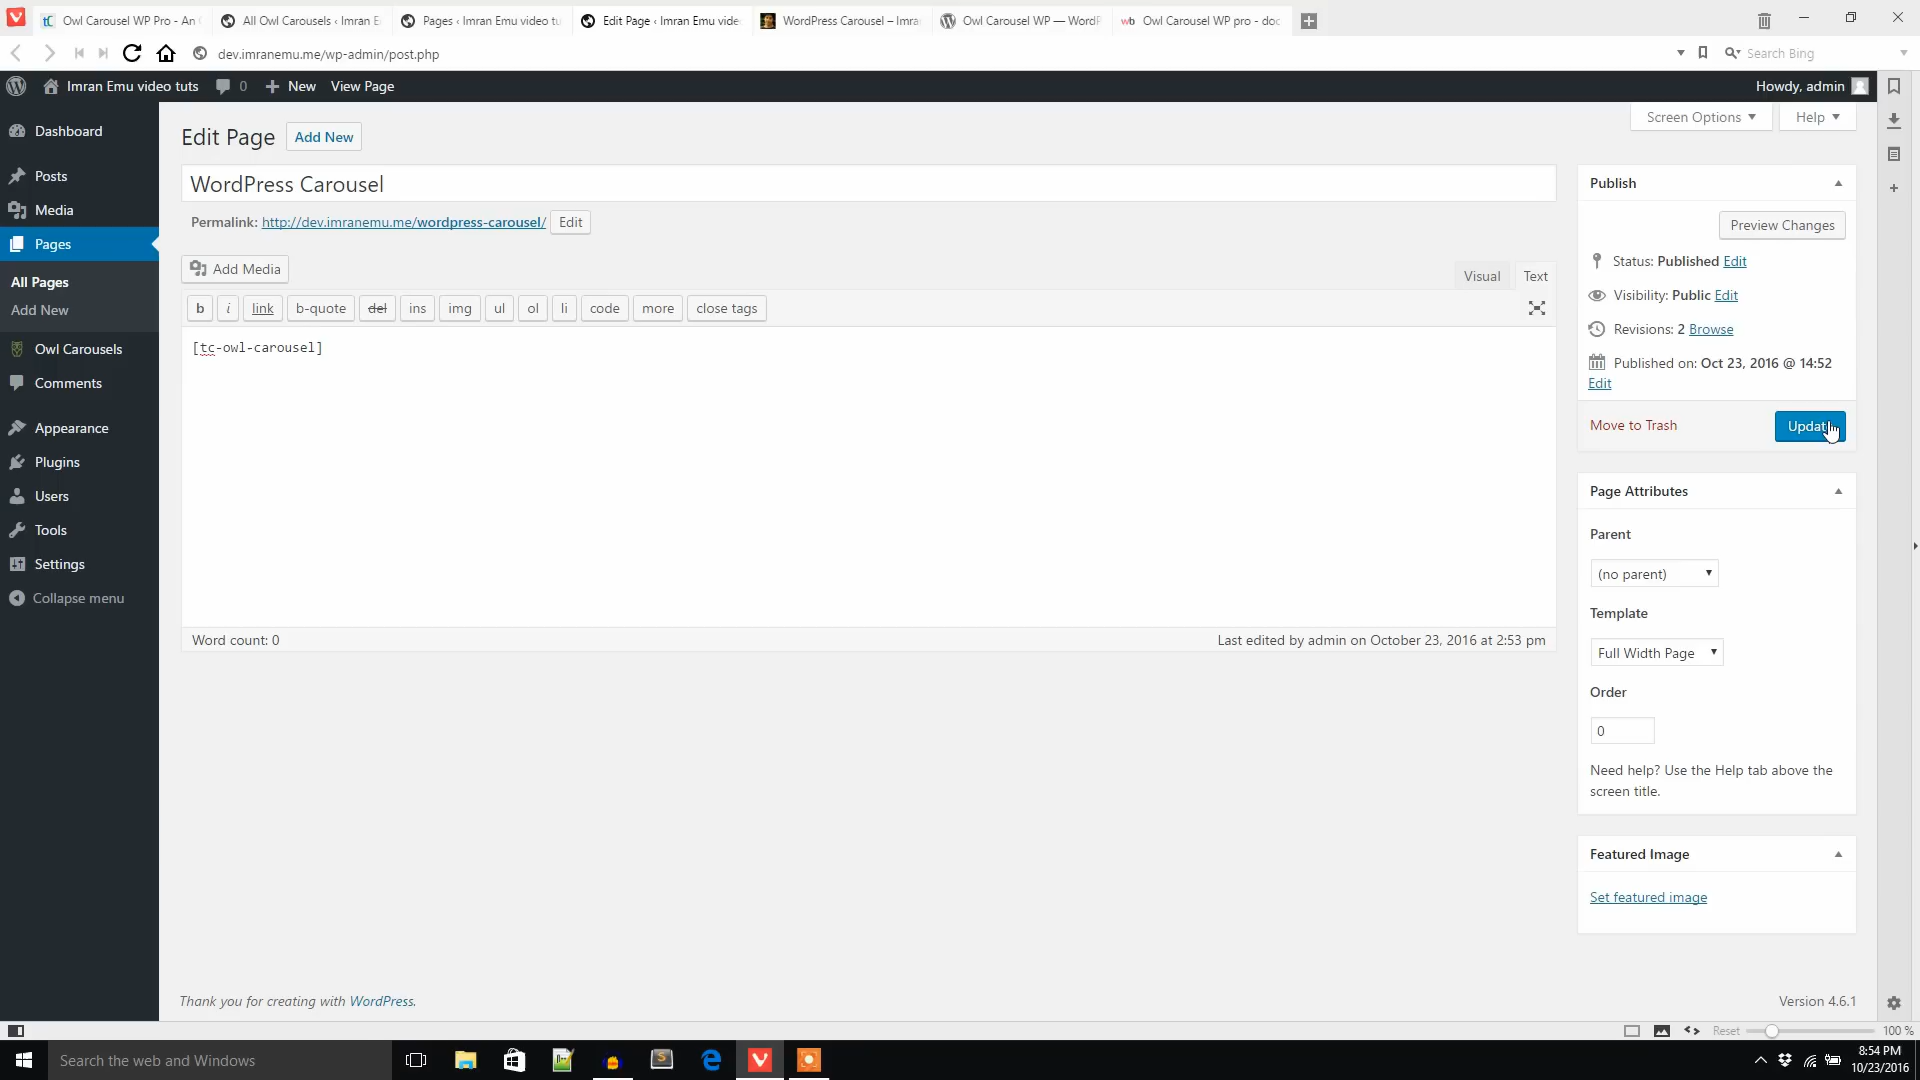 Owl Carousel WP Pro - An
All Owl Carousels ‹ Imran E
Pages ‹ Imran Emu video tu
Edit Page ‹ Imran Emu vide
WordPress Carousel – Imra
Owl Carousel WP — WordP
wb Owl Carousel WP pro - doc
dev.imranemu.me/wp-admin/post.php
Search Bing
Imran Emu video tuts
0
New
View Page
Howdy, admin
Dashboard
Posts
Media
Pages
All Pages
Add New
Owl Carousels
Comments
Appearance
Plugins
Users
Tools
Settings
Collapse menu
Screen Options
Help
Edit Page
Add New
WordPress Carousel
Permalink: http://dev.imranemu.me/wordpress-carousel/ Edit
Add Media
Visual
Text
b i link b-quote del ins img ul ol li code more close tags
[tc-owl-carousel]
Word count: 0
Last edited by admin on October 23, 2016 at 2:53 pm
Publish
Preview Changes
Status: Published Edit
Visibility: Public Edit
Revisions: 2 Browse
Published on: Oct 23, 2016 @ 14:52
Edit
Move to Trash
Page Attributes
Parent
(no parent)
Template
Full Width Page
Order
0
Need help? Use the Help tab above the
screen title.
Featured Image
Set featured image
Thank you for creating with WordPress.
Version 4.6.1
Reset
100 %
Search the web and Windows
8:54 PM
10/23/2016